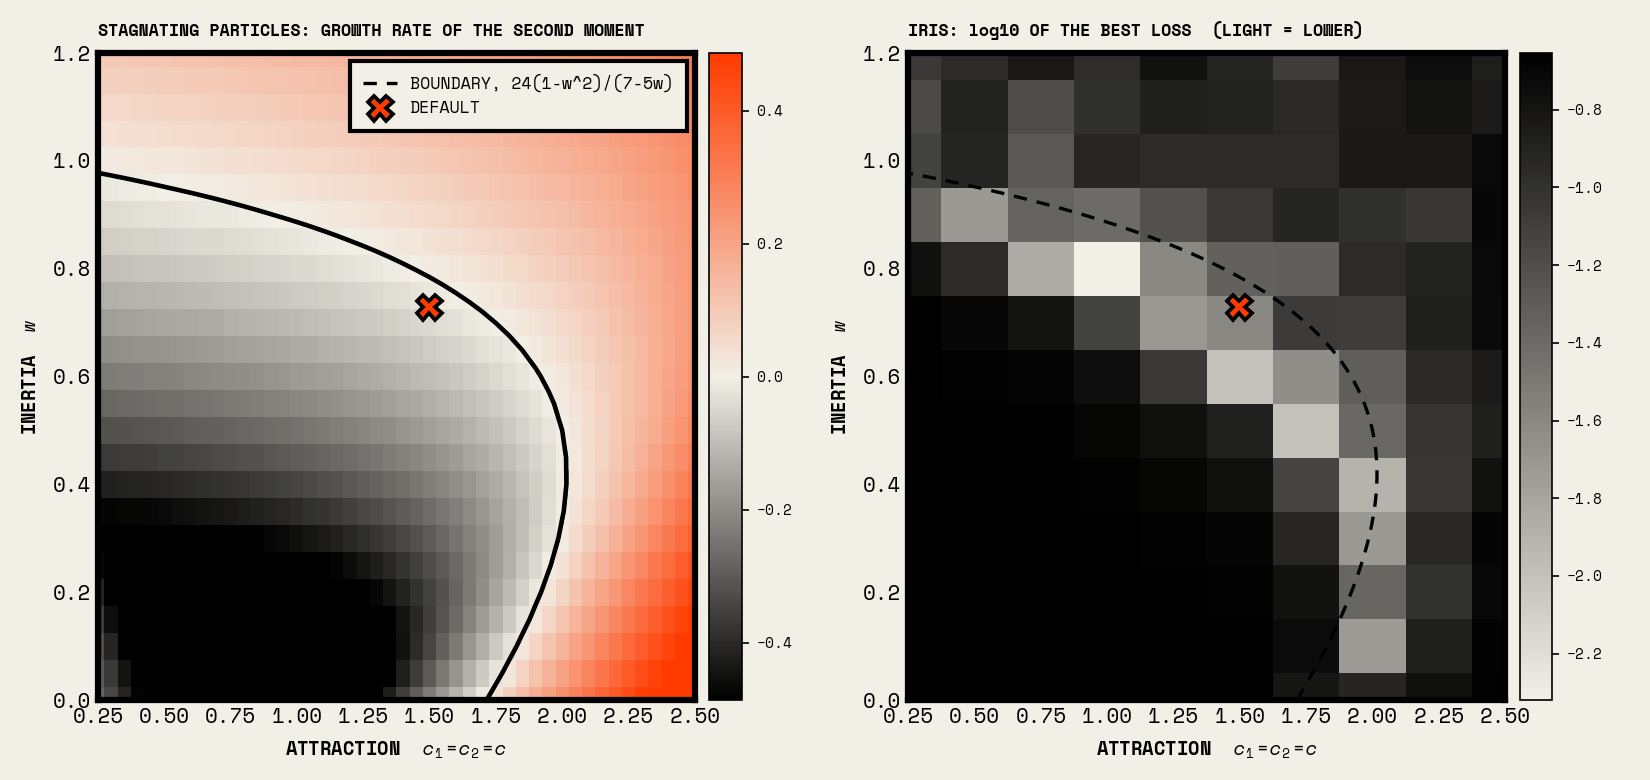 STAGNATING PARTICLES: GROWTH RATE OF THE SECOND MOMENT
IRIS: log10 OF THE BEST LOSS (LIGHT = LOWER)
BOUNDARY, 24(1-w^2)/(7-5w)
DEFAULT
1.2
1.0
0.8
0.6
0.4
0.2
0.0
INERTIA w
0.25 0.50 0.75 1.00 1.25 1.50 1.75 2.00 2.25 2.50
ATTRACTION c₁=c₂=c
0.4
0.2
0.0
-0.2
-0.4
1.2
1.0
0.8
0.6
0.4
0.2
0.0
INERTIA w
0.25 0.50 0.75 1.00 1.25 1.50 1.75 2.00 2.25 2.50
ATTRACTION c₁=c₂=c
-0.8
-1.0
-1.2
-1.4
-1.6
-1.8
-2.0
-2.2